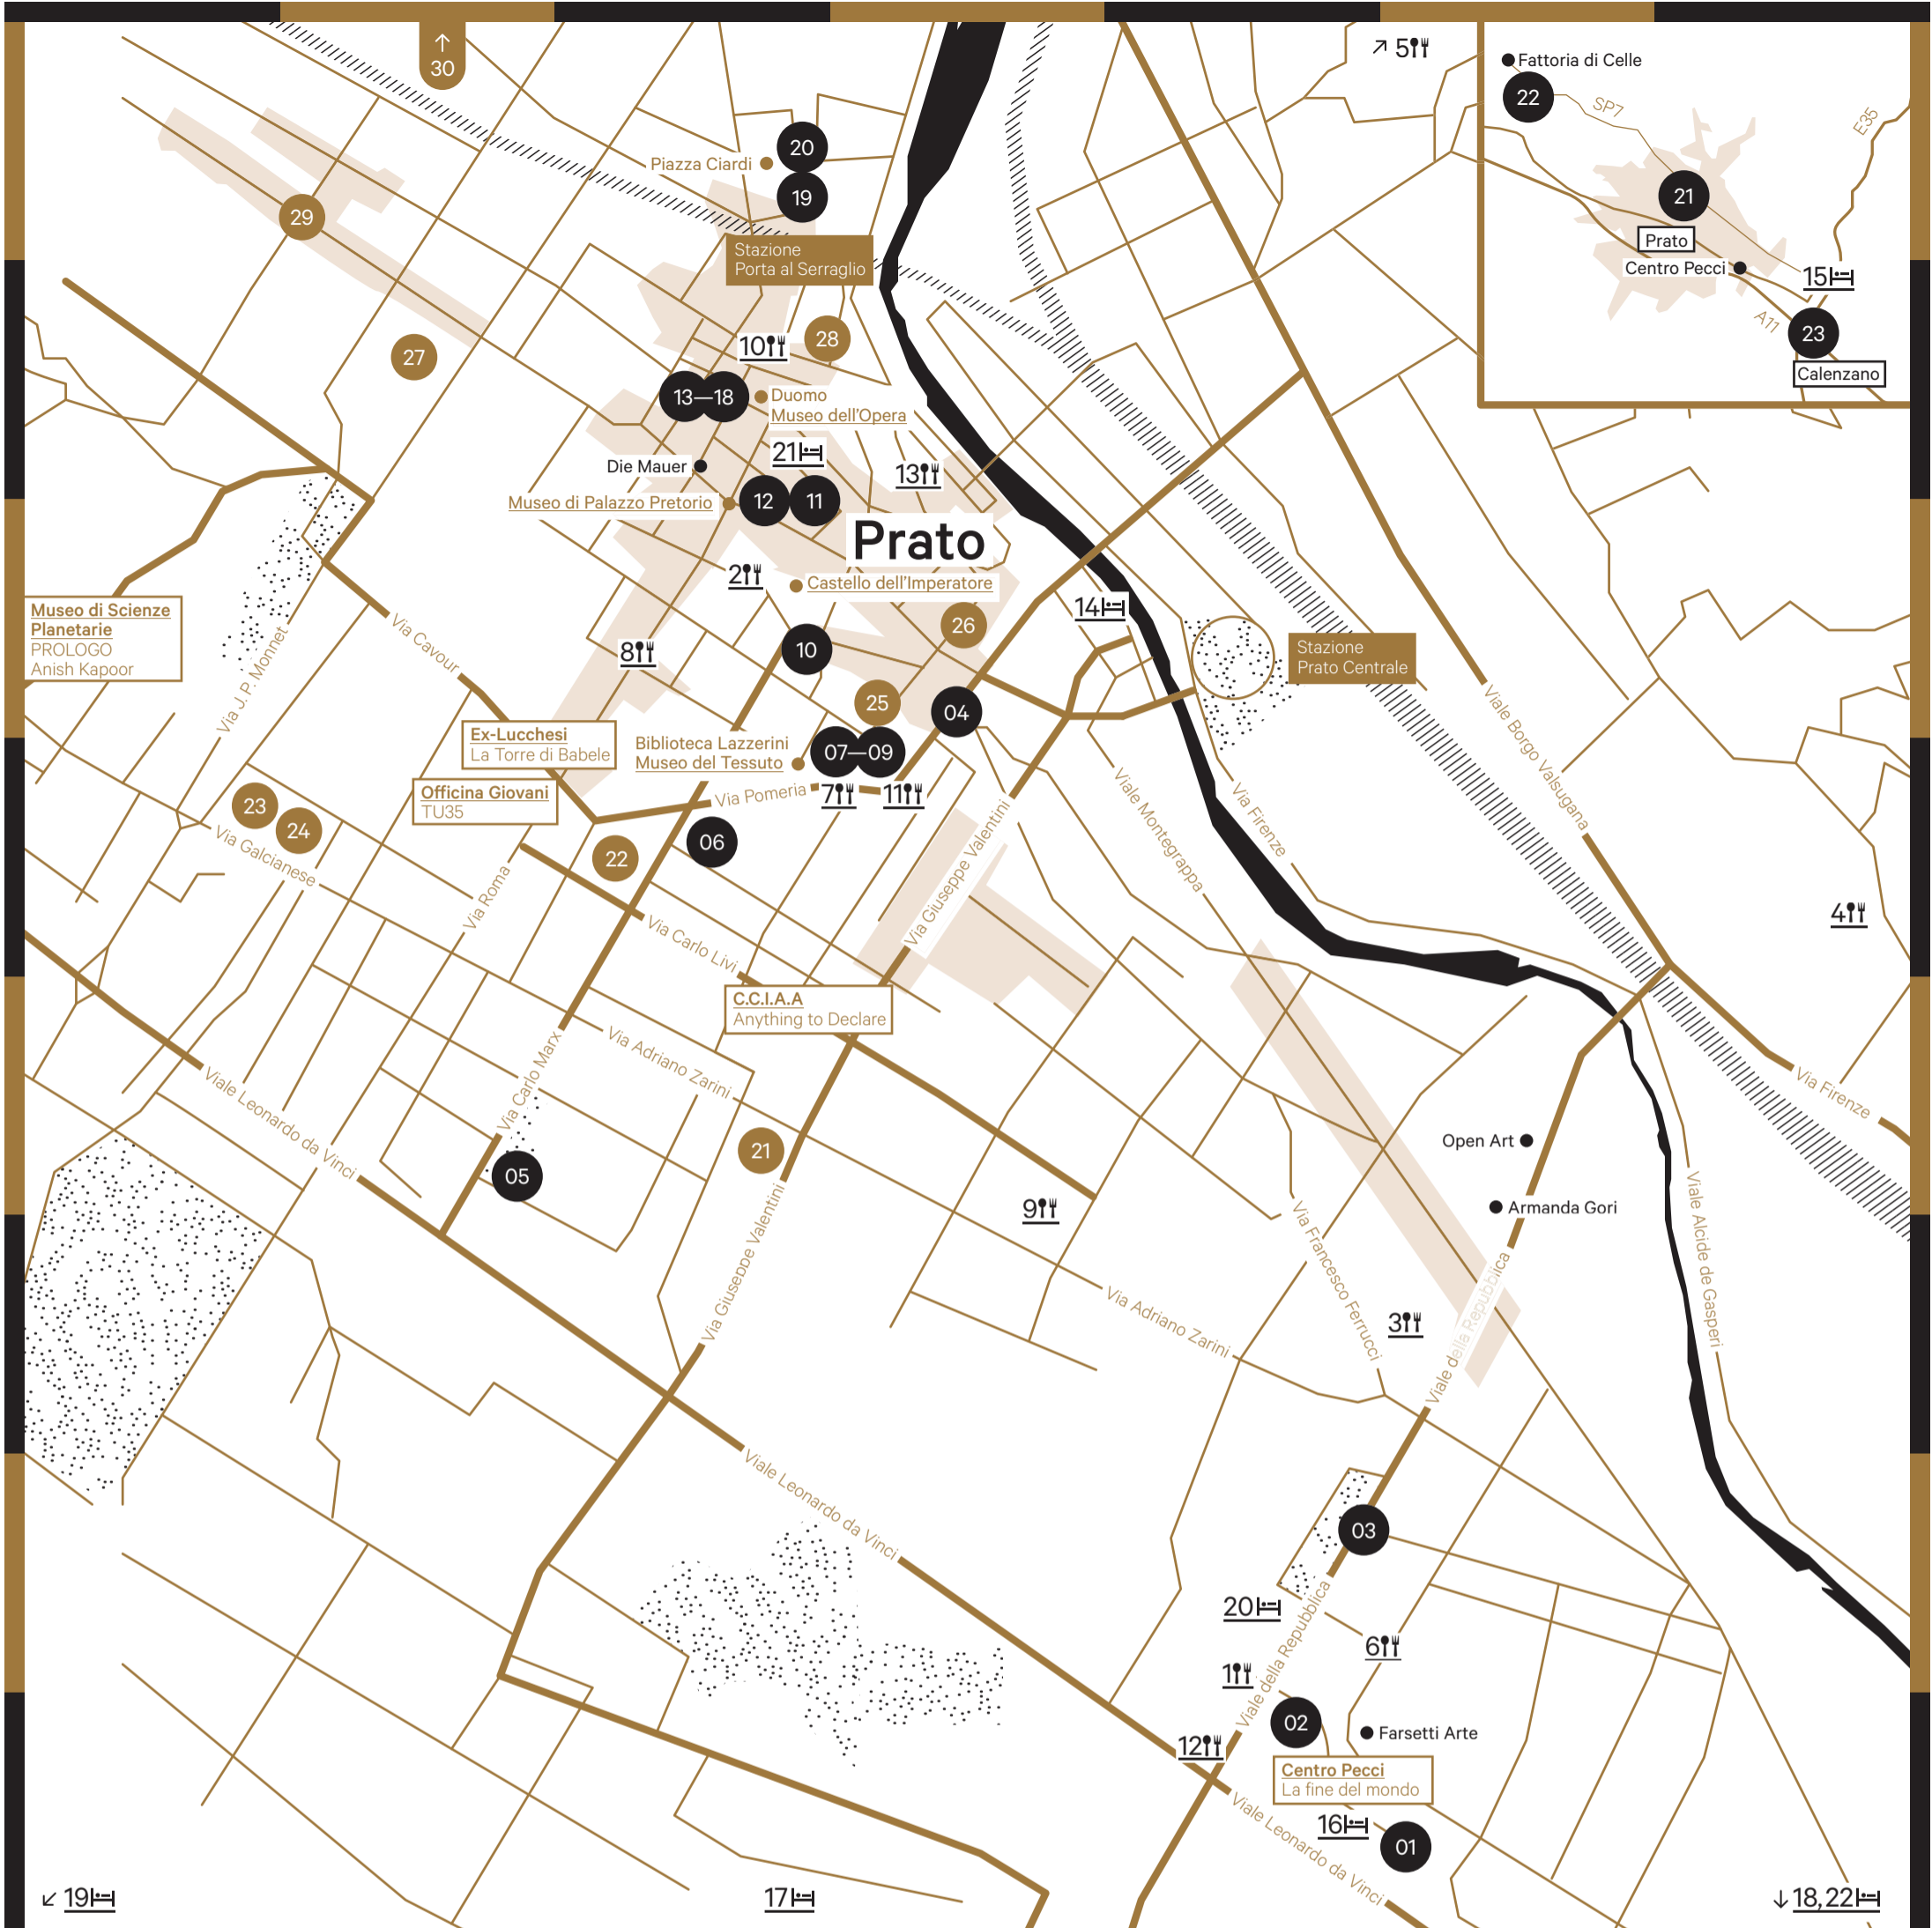 ↑
30
↗ 5
Fattoria di Celle
22
SP7
E35
21
Prato
Centro Pecci
15
A11
23
Calenzano
20
Piazza Ciardi
19
29
Stazione
Porta al Serraglio
27
10
28
13—18
Duomo
Museo dell'Opera
Die Mauer
21
13
Museo di Palazzo Pretorio
12
11
Prato
2
Castello dell'Imperatore
14
26
Museo di Scienze
Planetarie
PROLOGO
Anish Kapoor
Via J. P. Monnet
Via Cavour
8
10
Stazione
Prato Centrale
25
04
Ex-Lucchesi
La Torre di Babele
Biblioteca Lazzerini
Museo del Tessuto
07—09
Viale Borgo Valsugana
Officina Giovani
TU35
Via Pomeria
7
11
Viale Montegrappa
Via Firenze
23
24
Via Galcianese
22
06
Via Roma
Via Giuseppe Valentini
Via Carlo Livi
4
C.C.I.A.A
Anything to Declare
Via Carlo Marx
Via Adriano Zarini
Viale Leonardo da Vinci
Via Firenze
05
21
Open Art
Armanda Gori
9
Via Giuseppe Valentini
Via Francesco Ferrucci
Viale Alcide de Gasperi
Via Adriano Zarini
3
Viale della Repubblica
Viale Leonardo da Vinci
03
20
Viale della Repubblica
6
1
02
Farsetti Arte
12
Centro Pecci
La fine del mondo
16
01
Viale Leonardo da Vinci
↙ 19
17
↓ 18, 22